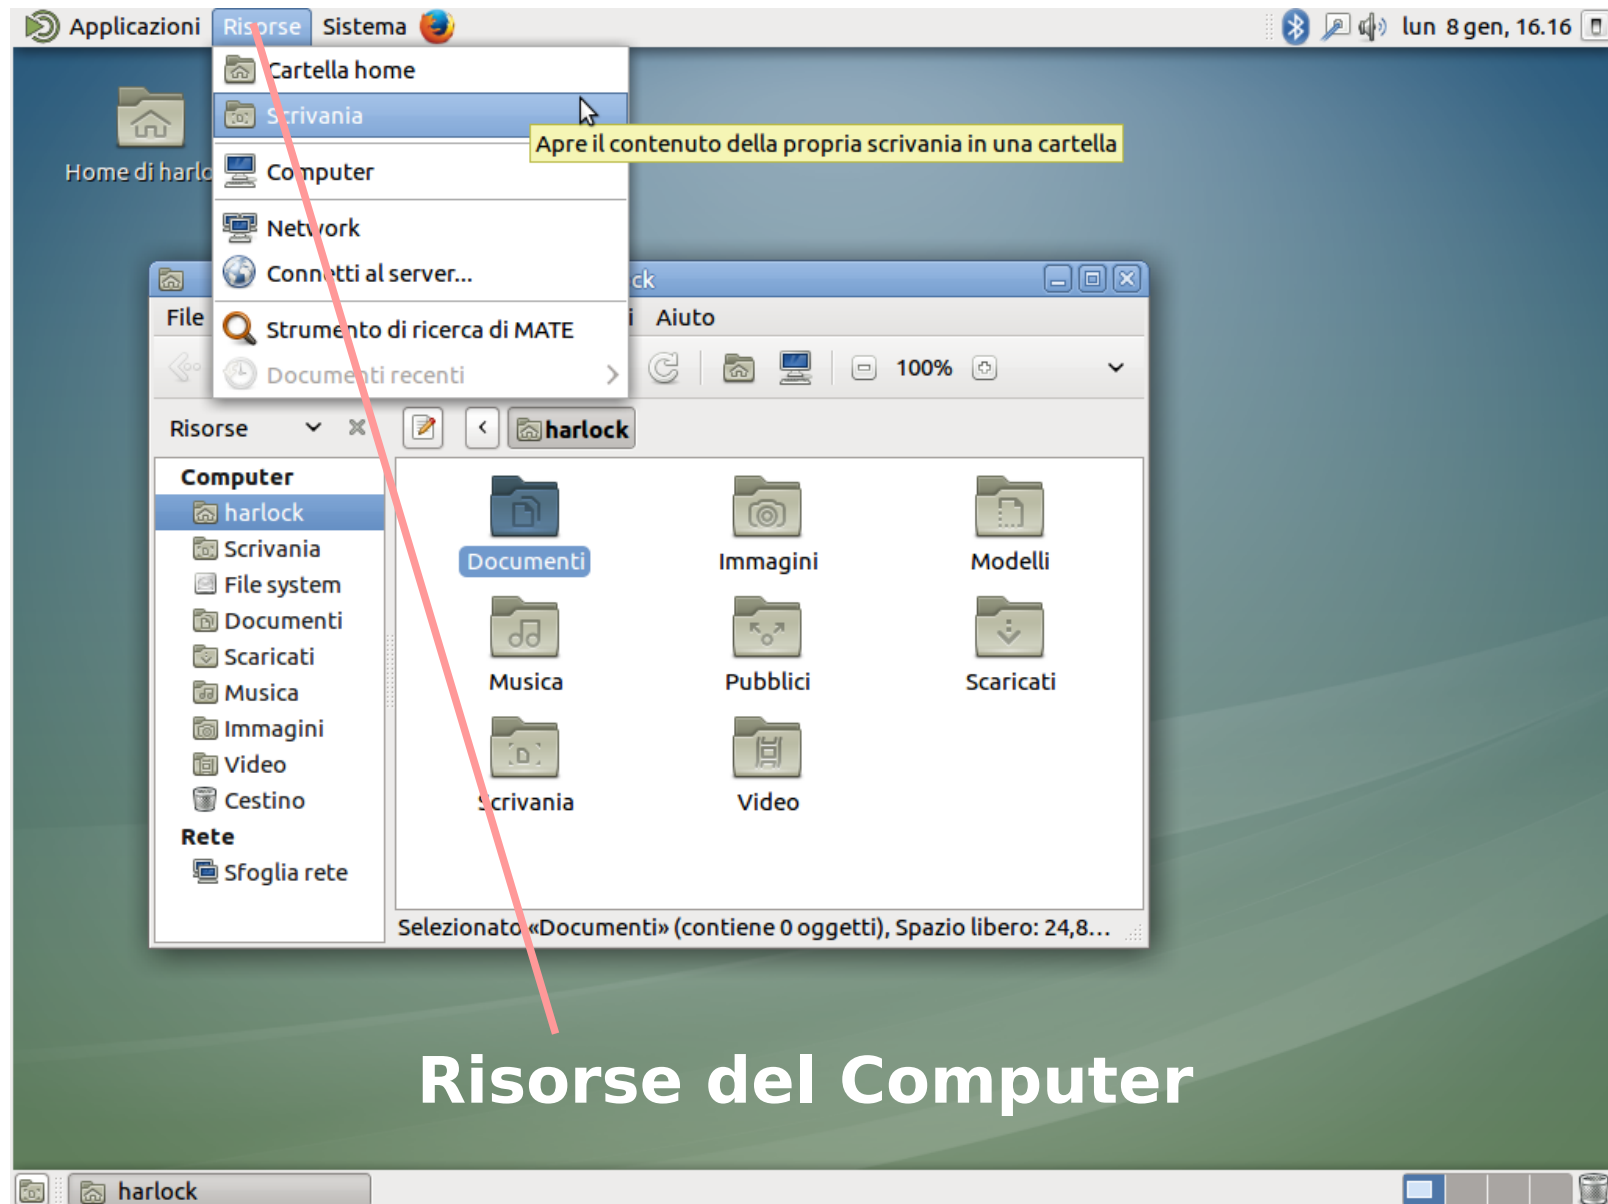 Applicazioni Risorse Sistema lun 8 gen, 16.16
Cartella home
Scrivania
Apre il contenuto della propria scrivania in una cartella
Home di harlo
Computer
Network
Connetti al server...
ck
File i Aiuto
Strumento di ricerca di MATE
Documenti recenti
100%
Risorse
harlock
Computer
harlock
Scrivania
File system
Documenti
Scaricati
Musica
Immagini
Video
Cestino
Rete
Sfoglia rete
Documenti Immagini Modelli
Musica Pubblici Scaricati
Scrivania Video
Selezionato «Documenti» (contiene 0 oggetti), Spazio libero: 24,8...
Risorse del Computer
harlock